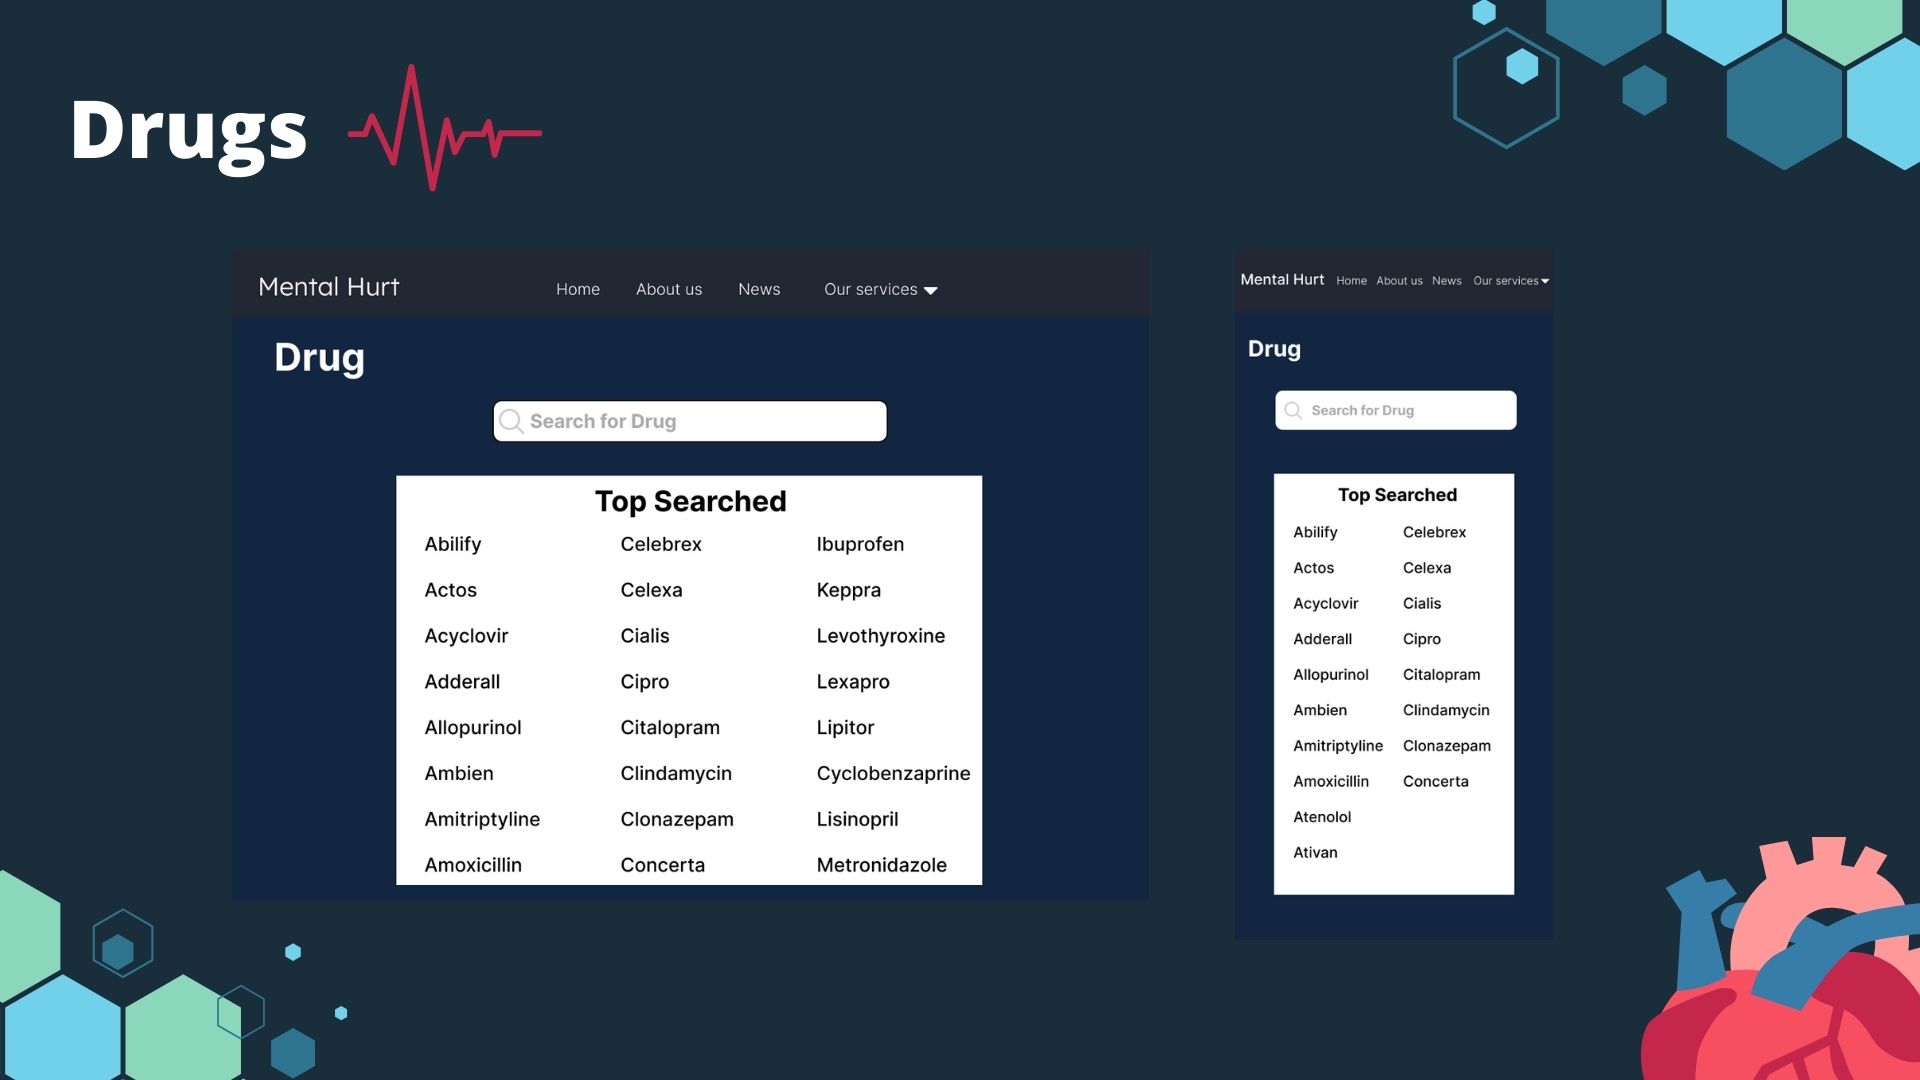 Drugs
Mental Hurt Home About us News Our services
Drug
Search for Drug
Top Searched
Abilify Celebrex Ibuprofen
Actos Celexa Keppra
Acyclovir Cialis Levothyroxine
Adderall Cipro Lexapro
Allopurinol Citalopram Lipitor
Ambien Clindamycin Cyclobenzaprine
Amitriptyline Clonazepam Lisinopril
Amoxicillin Concerta Metronidazole
Mental Hurt Home About us News Our services
Drug
Search for Drug
Top Searched
Abilify Celebrex
Actos Celexa
Acyclovir Cialis
Adderall Cipro
Allopurinol Citalopram
Ambien Clindamycin
Amitriptyline Clonazepam
Amoxicillin Concerta
Atenolol
Ativan